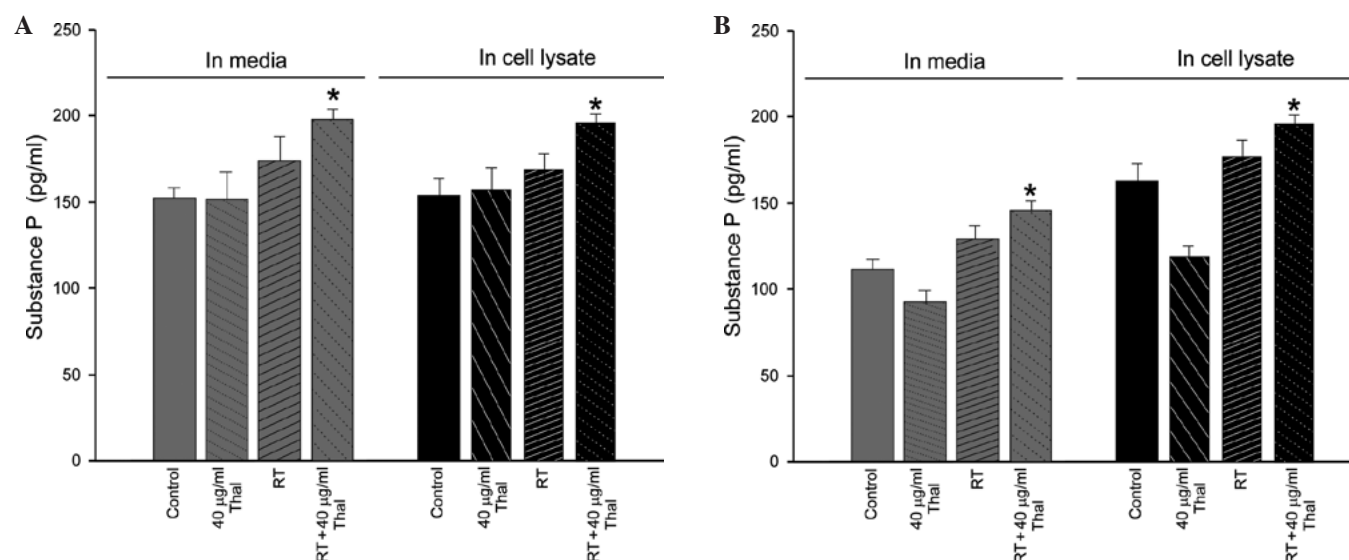 A
250
200
150
100
50
0
Substance P (pg/ml)
In media
In cell lysate
*
*
Control
40 µg/ml
Thal
RT
RT+40 µg/ml
Thal
Control
40 µg/ml
Thal
RT
RT+40 µg/ml
Thal
B
250
200
150
100
50
0
Substance P (pg/ml)
In media
In cell lysate
*
*
Control
40 µg/ml
Thal
RT
RT+40 µg/ml
Thal
Control
40 µg/ml
Thal
RT
RT+40 µg/ml
Thal